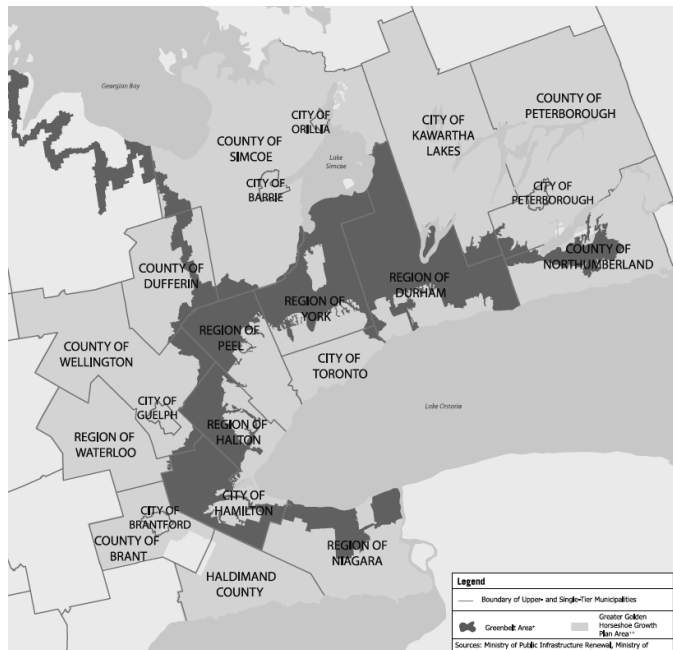 Georgian Bay
CITY OF
ORILLIA
COUNTY OF
SIMCOE
Lake
Simcoe
CITY OF
BARRIE
CITY OF
KAWARTHA
LAKES
COUNTY OF
PETERBOROUGH
CITY OF
PETERBOROUGH
COUNTY OF
NORTHUMBERLAND
COUNTY OF
DUFFERIN
REGION OF
YORK
REGION OF
DURHAM
REGION OF
PEEL
COUNTY OF
WELLINGTON
CITY OF
TORONTO
CITY OF
GUELPH
Lake Ontario
REGION OF
HALTON
REGION OF
WATERLOO
CITY OF
HAMILTON
CITY OF
BRANTFORD
COUNTY OF
BRANT
REGION OF
NIAGARA
HALDIMAND
COUNTY
Legend
Boundary of Upper- and Single-Tier Municipalities
Greenbelt Area*
Greater Golden
Horseshoe Growth
Plan Area**
Sources: Ministry of Public Infrastructure Renewal, Ministry of